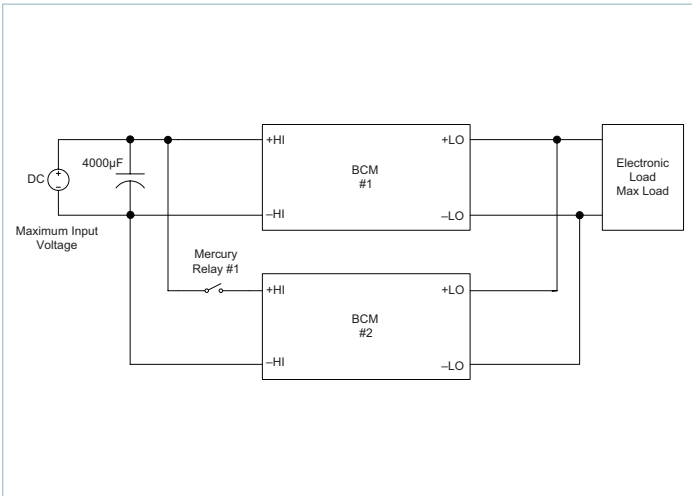 4000µF
+HI
+LO
BCM
#1
Electronic
Load
Max Load
DC
+
–
–HI
–LO
Maximum Input
Voltage
Mercury
Relay #1
+HI
+LO
BCM
#2
–HI
–LO